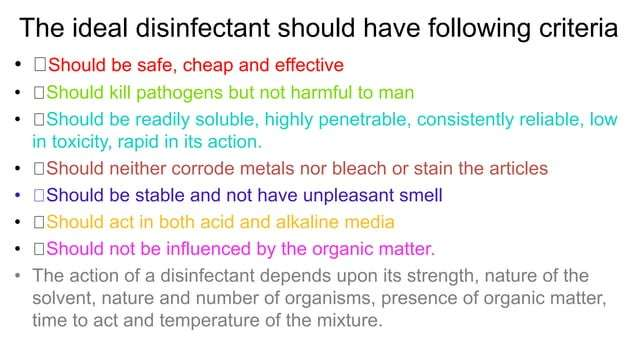 The ideal disinfectant should have following criteria
• □Should be safe, cheap and effective
• □Should kill pathogens but not harmful to man
• □Should be readily soluble, highly penetrable, consistently reliable, low
in toxicity, rapid in its action.
• □Should neither corrode metals nor bleach or stain the articles
• □Should be stable and not have unpleasant smell
• □Should act in both acid and alkaline media
• □Should not be influenced by the organic matter.
• The action of a disinfectant depends upon its strength, nature of the
solvent, nature and number of organisms, presence of organic matter,
time to act and temperature of the mixture.